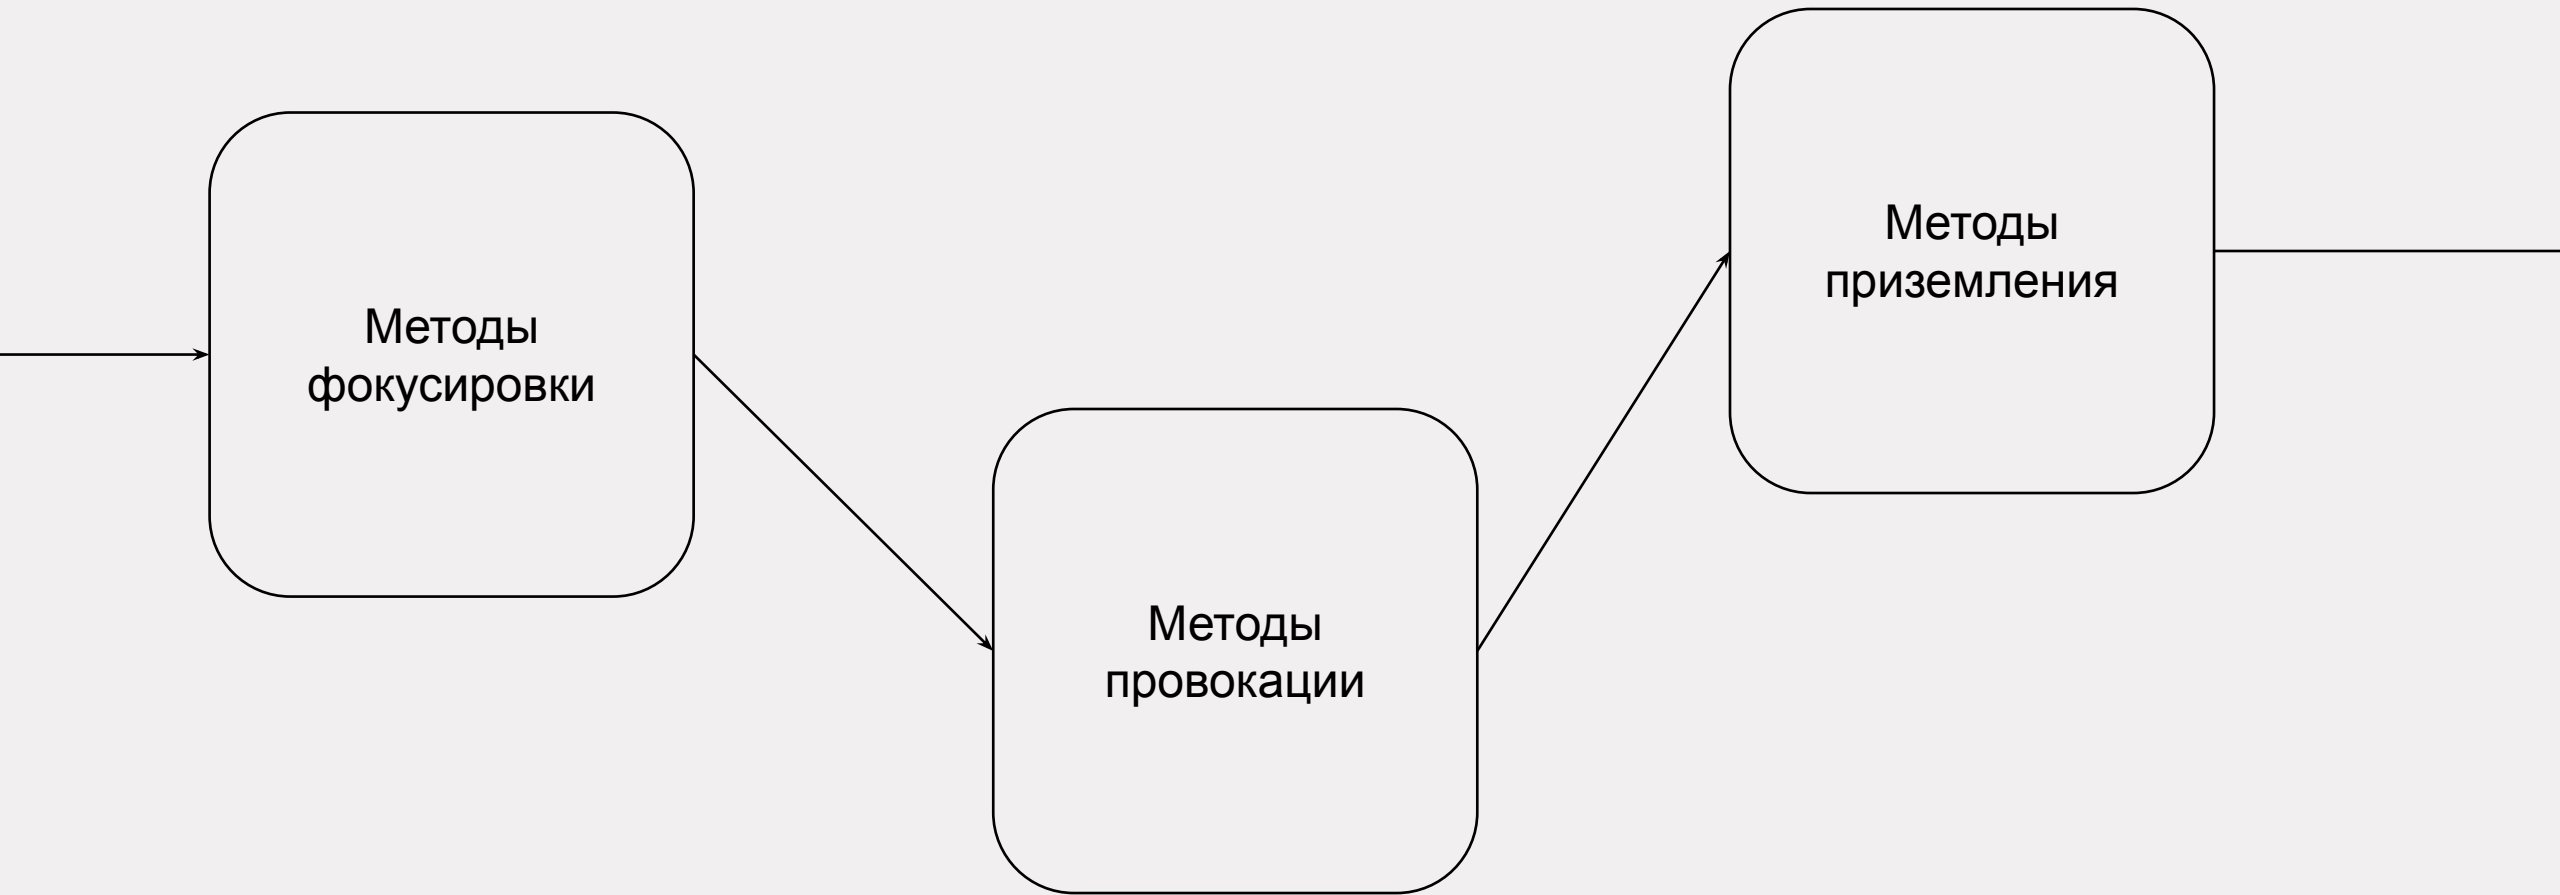 Методы
фокусировки
Методы
провокации
Методы
приземления